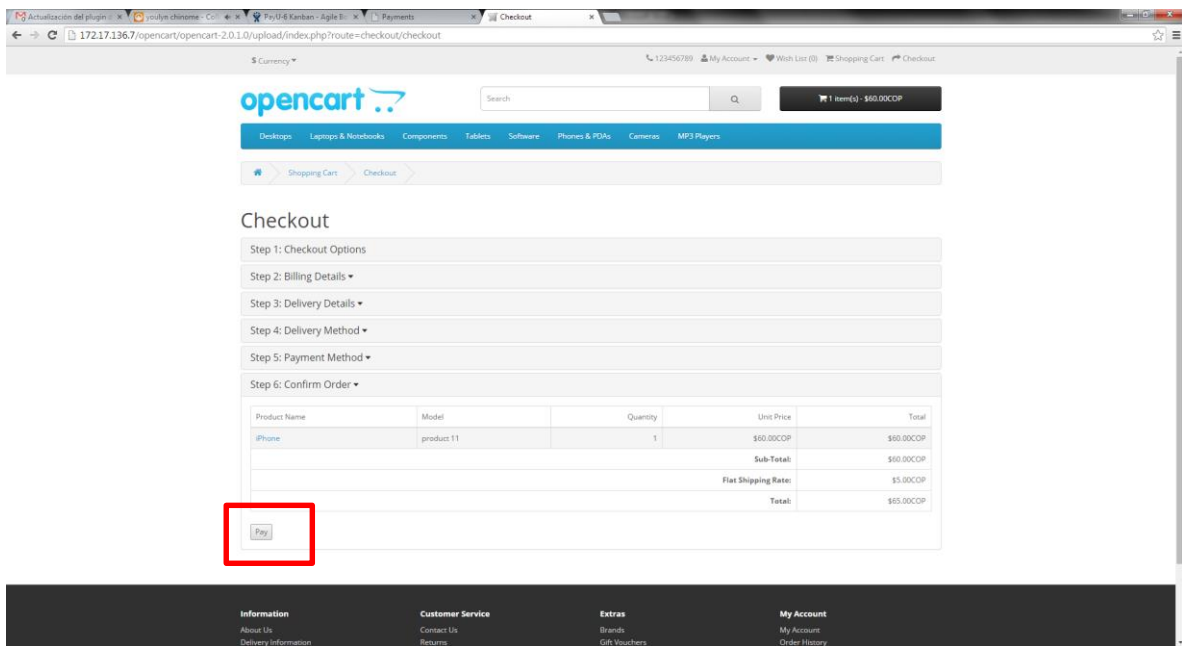 Actualización del plugin
youlyn chinome - Col
PayU-6 Kanban - Agile Bo
Payments
Checkout
172.17.136.7/opencart/opencart-2.0.1.0/upload/index.php?route=checkout/checkout
$ Currency
123456789 My Account Wish List (0) Shopping Cart Checkout
opencart
Search
1 item(s) - $60.00COP
Desktops Laptops & Notebooks Components Tablets Software Phones & PDAs Cameras MP3 Players
Shopping Cart Checkout
Checkout
Step 1: Checkout Options
Step 2: Billing Details
Step 3: Delivery Details
Step 4: Delivery Method
Step 5: Payment Method
Step 6: Confirm Order
Product Name Model Quantity Unit Price Total
iPhone product 11 1 $60.00COP $60.00COP
Sub-Total: $60.00COP
Flat Shipping Rate: $5.00COP
Total: $65.00COP
Pay
Information Customer Service Extras My Account
About Us Contact Us Brands My Account
Delivery Information Returns Gift Vouchers Order History